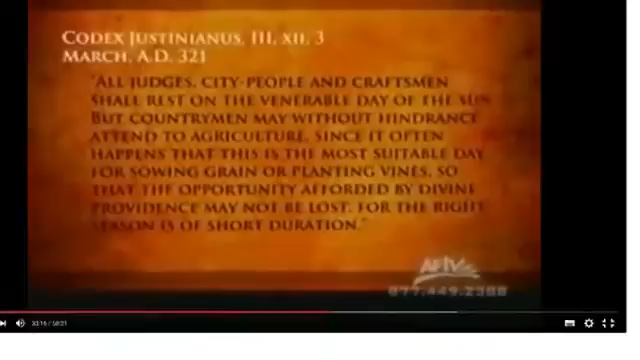 CODEX JUSTINIANUS, III, XII, 3
MARCH, A.D. 321
"ALL JUDGES, CITY-PEOPLE AND CRAFTSMEN
SHALL REST ON THE VENERABLE DAY OF THE SUN
BUT COUNTRYMEN MAY WITHOUT HINDRANCE
ATTEND TO AGRICULTURE, SINCE IT OFTEN
HAPPENS THAT THIS IS THE MOST SUITABLE DAY
FOR SOWING GRAIN OR PLANTING VINES, SO
THAT THE OPPORTUNITY AFFORDED BY DIVINE
PROVIDENCE MAY NOT BE LOST, FOR THE RIGHT
SEASON IS OF SHORT DURATION."
877.449.2388